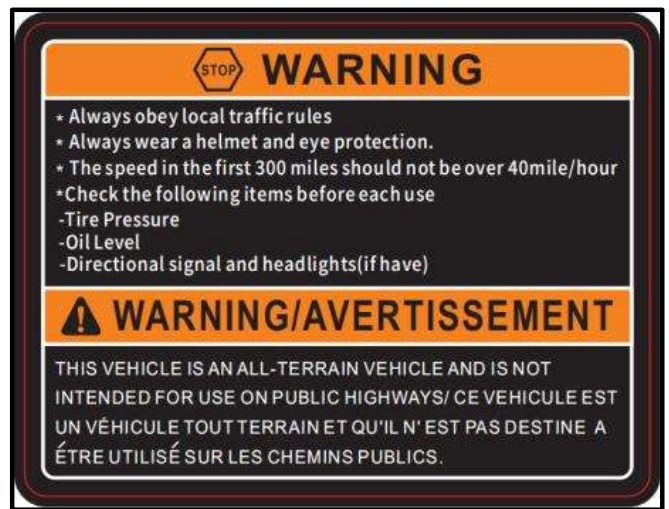 STOP WARNING
* Always obey local traffic rules
* Always wear a helmet and eye protection.
* The speed in the first 300 miles should not be over 40mile/hour
*Check the following items before each use
-Tire Pressure
-Oil Level
-Directional signal and headlights(if have)
WARNING/AVERTISSEMENT
THIS VEHICLE IS AN ALL-TERRAIN VEHICLE AND IS NOT
INTENDED FOR USE ON PUBLIC HIGHWAYS/ CE VEHICULE EST
UN VÉHICULE TOUT TERRAIN ET QU'IL N' EST PAS DESTINE A
ÉTRE UTILISÉ SUR LES CHEMINS PUBLICS.